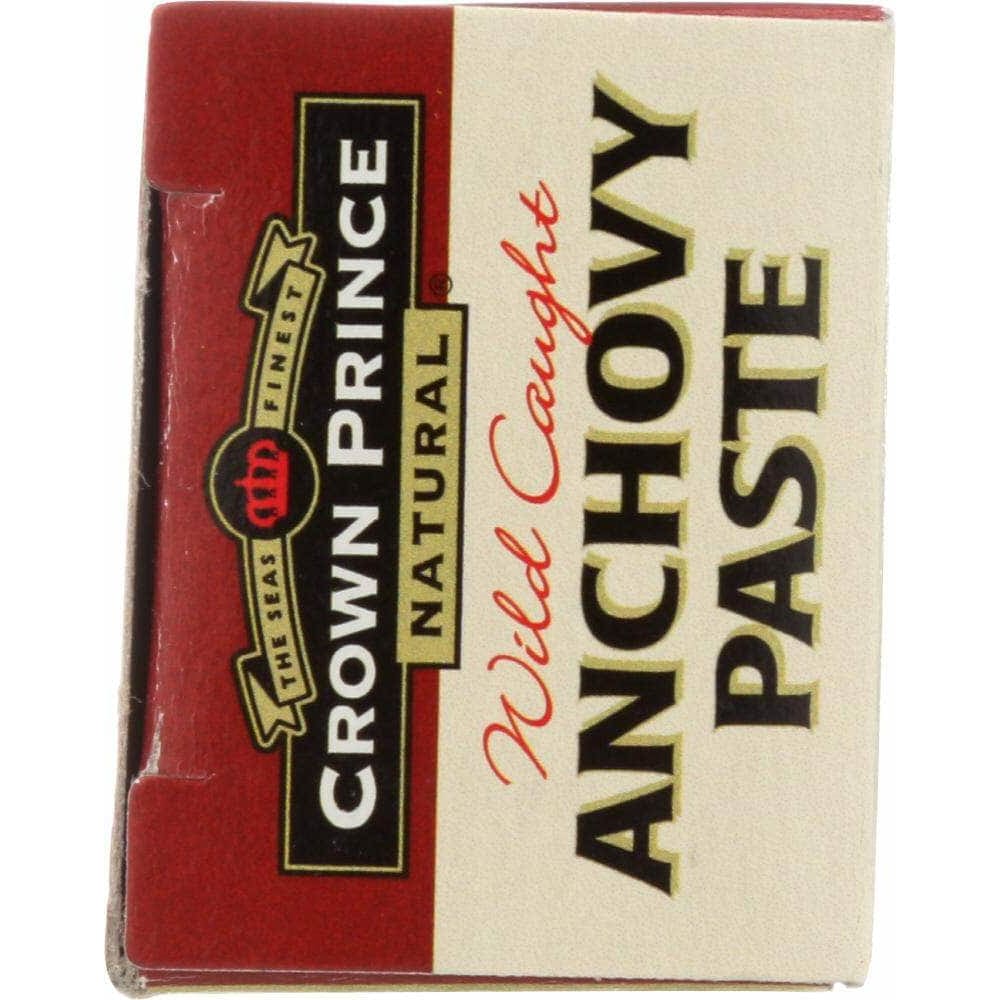 THE SEAS FINEST
CROWN PRINCE
NATURAL®
Wild Caught
ANCHOVY
PASTE